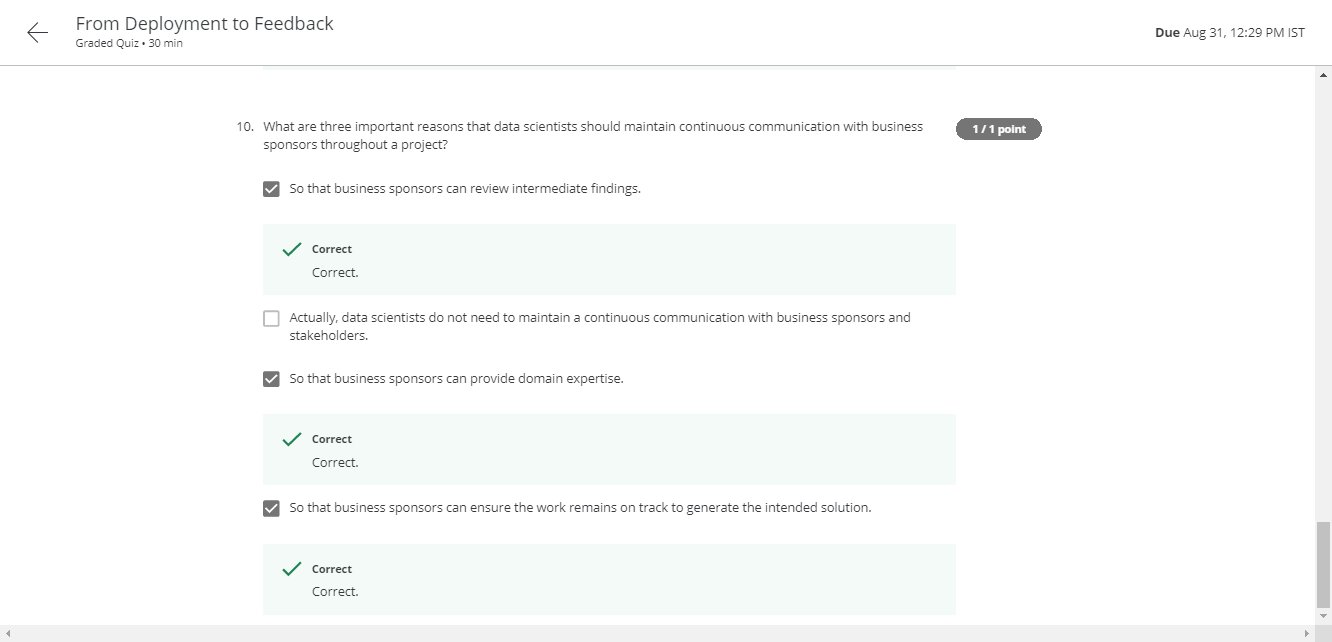 From Deployment to Feedback
Graded Quiz • 30 min
Due Aug 31, 12:29 PM IST
10. What are three important reasons that data scientists should maintain continuous communication with business
sponsors throughout a project?
1 / 1 point
So that business sponsors can review intermediate findings.
Correct
Correct.
Actually, data scientists do not need to maintain a continuous communication with business sponsors and
stakeholders.
So that business sponsors can provide domain expertise.
Correct
Correct.
So that business sponsors can ensure the work remains on track to generate the intended solution.
Correct
Correct.